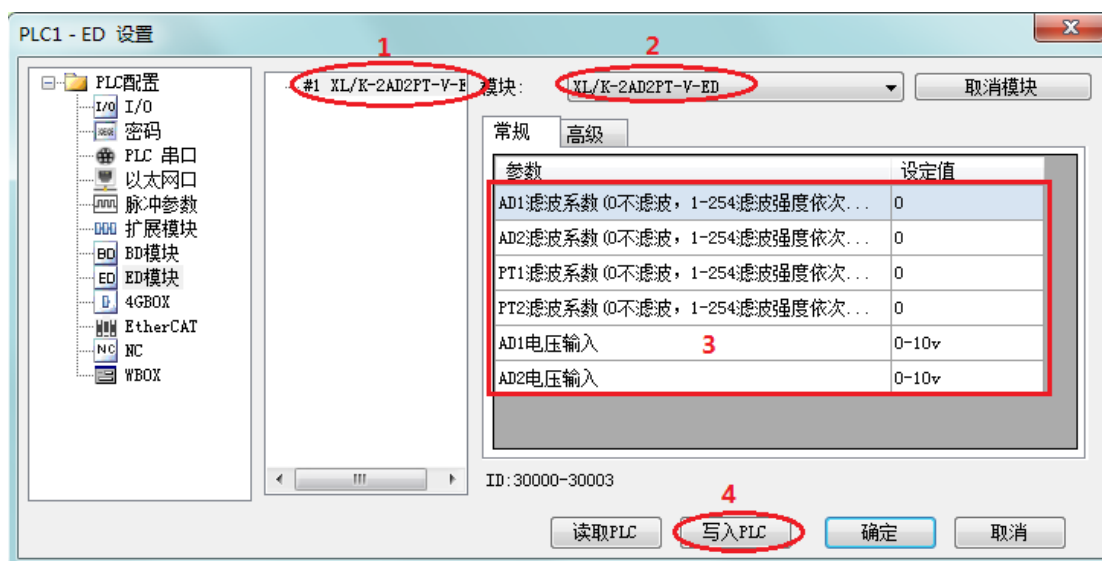 PLC1 - ED 设置
1
2
PLC配置
I/O I/O
密码
PLC 串口
以太网口
脉冲参数
扩展模块
BD BD模块
ED ED模块
4GBOX
EtherCAT
NC NC
WBOX
#1 XL/K-2AD2PT-V-E
模块: XL/K-2AD2PT-V-ED 取消模块
常规 高级
参数 设定值
AD1滤波系数(0不滤波，1-254滤波强度依次... 0
AD2滤波系数(0不滤波，1-254滤波强度依次... 0
PT1滤波系数(0不滤波，1-254滤波强度依次... 0
PT2滤波系数(0不滤波，1-254滤波强度依次... 0
AD1电压输入 3 0-10v
AD2电压输入 0-10v
ID:30000-30003
4
读取PLC 写入PLC 确定 取消